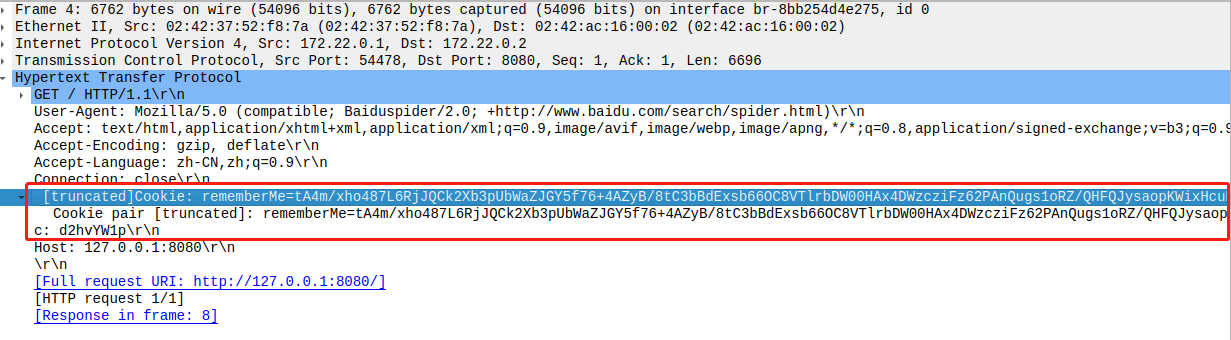 Frame 4: 6762 bytes on wire (54096 bits), 6762 bytes captured (54096 bits) on interface br-8bb254d4e275, id 0
Ethernet II, Src: 02:42:37:52:f8:7a (02:42:37:52:f8:7a), Dst: 02:42:ac:16:00:02 (02:42:ac:16:00:02)
Internet Protocol Version 4, Src: 172.22.0.1, Dst: 172.22.0.2
Transmission Control Protocol, Src Port: 54478, Dst Port: 8080, Seq: 1, Ack: 1, Len: 6696
Hypertext Transfer Protocol
GET / HTTP/1.1\r\n
User-Agent: Mozilla/5.0 (compatible; Baiduspider/2.0; +http://www.baidu.com/search/spider.html)\r\n
Accept: text/html,application/xhtml+xml,application/xml;q=0.9,image/avif,image/webp,image/apng,*/*;q=0.8,application/signed-exchange;v=b3;q=0.9
Accept-Encoding: gzip, deflate\r\n
Accept-Language: zh-CN,zh;q=0.9\r\n
Connection: close\r\n
[truncated]Cookie: rememberMe=tA4m/xho487L6RjJQCk2Xb3pUbWaZJGY5f76+4AZyB/8tC3bBdExsb66OC8VTlrbDW00HAx4DWzcziFz62PAnQugs1oRZ/QHFQJysaopKWixHcu
Cookie pair [truncated]: rememberMe=tA4m/xho487L6RjJQCk2Xb3pUbWaZJGY5f76+4AZyB/8tC3bBdExsb66OC8VTlrbDW00HAx4DWzcziFz62PAnQugs1oRZ/QHFQJysaop
c: d2hvYW1p\r\n
Host: 127.0.0.1:8080\r\n
\r\n
[Full request URI: http://127.0.0.1:8080/]
[HTTP request 1/1]
[Response in frame: 8]